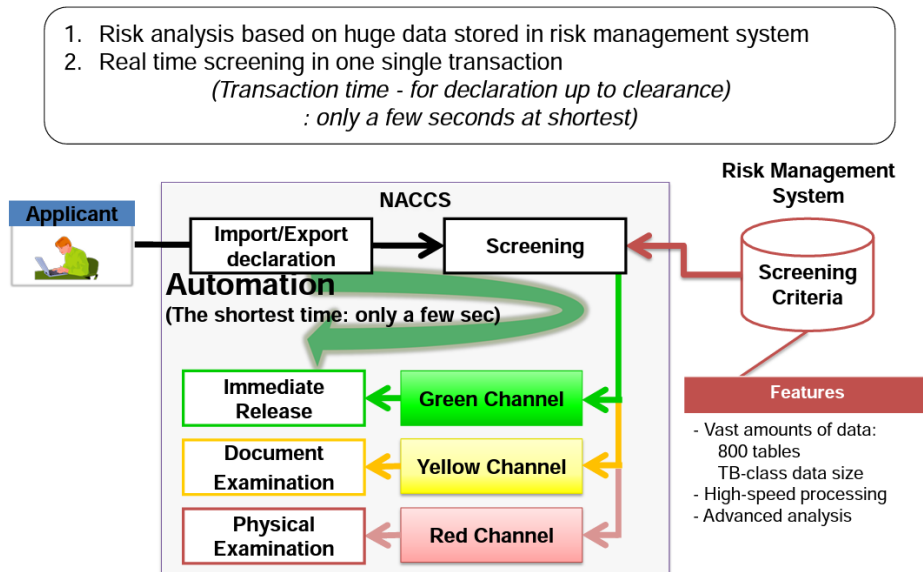 1. Risk analysis based on huge data stored in risk management system
2. Real time screening in one single transaction
(Transaction time - for declaration up to clearance)
: only a few seconds at shortest)
Risk Management
System
NACCS
Applicant
Import/Export
declaration
Screening
Screening
Criteria
Automation
(The shortest time: only a few sec)
Immediate
Release
Green Channel
Document
Examination
Yellow Channel
Physical
Examination
Red Channel
Features
- Vast amounts of data:
800 tables
TB-class data size
- High-speed processing
- Advanced analysis